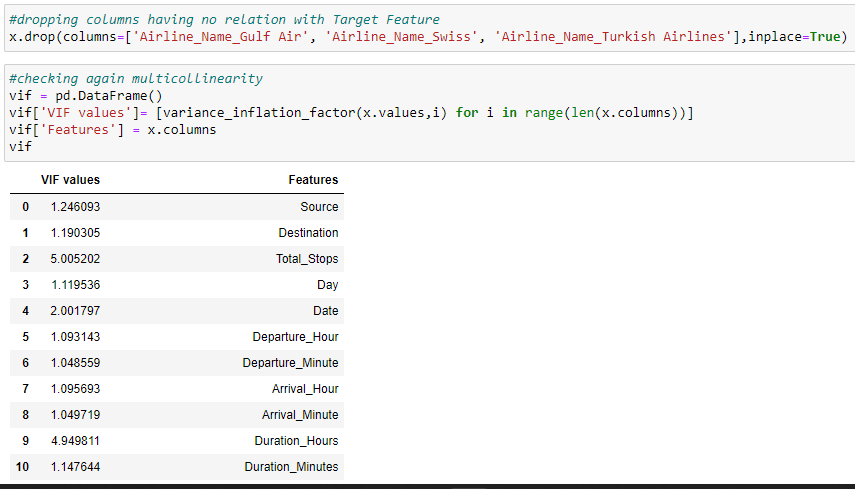 #dropping columns having no relation with Target Feature
x.drop(columns=['Airline_Name_Gulf Air', 'Airline_Name_Swiss', 'Airline_Name_Turkish Airlines'],inplace=True)
#checking again multicollinearity
vif = pd.DataFrame()
vif['VIF values']= [variance_inflation_factor(x.values,i) for i in range(len(x.columns))]
vif['Features'] = x.columns
vif
VIF values Features
0 1.246093 Source
1 1.190305 Destination
2 5.005202 Total_Stops
3 1.119536 Day
4 2.001797 Date
5 1.093143 Departure_Hour
6 1.048559 Departure_Minute
7 1.095693 Arrival_Hour
8 1.049719 Arrival_Minute
9 4.949811 Duration_Hours
10 1.147644 Duration_Minutes